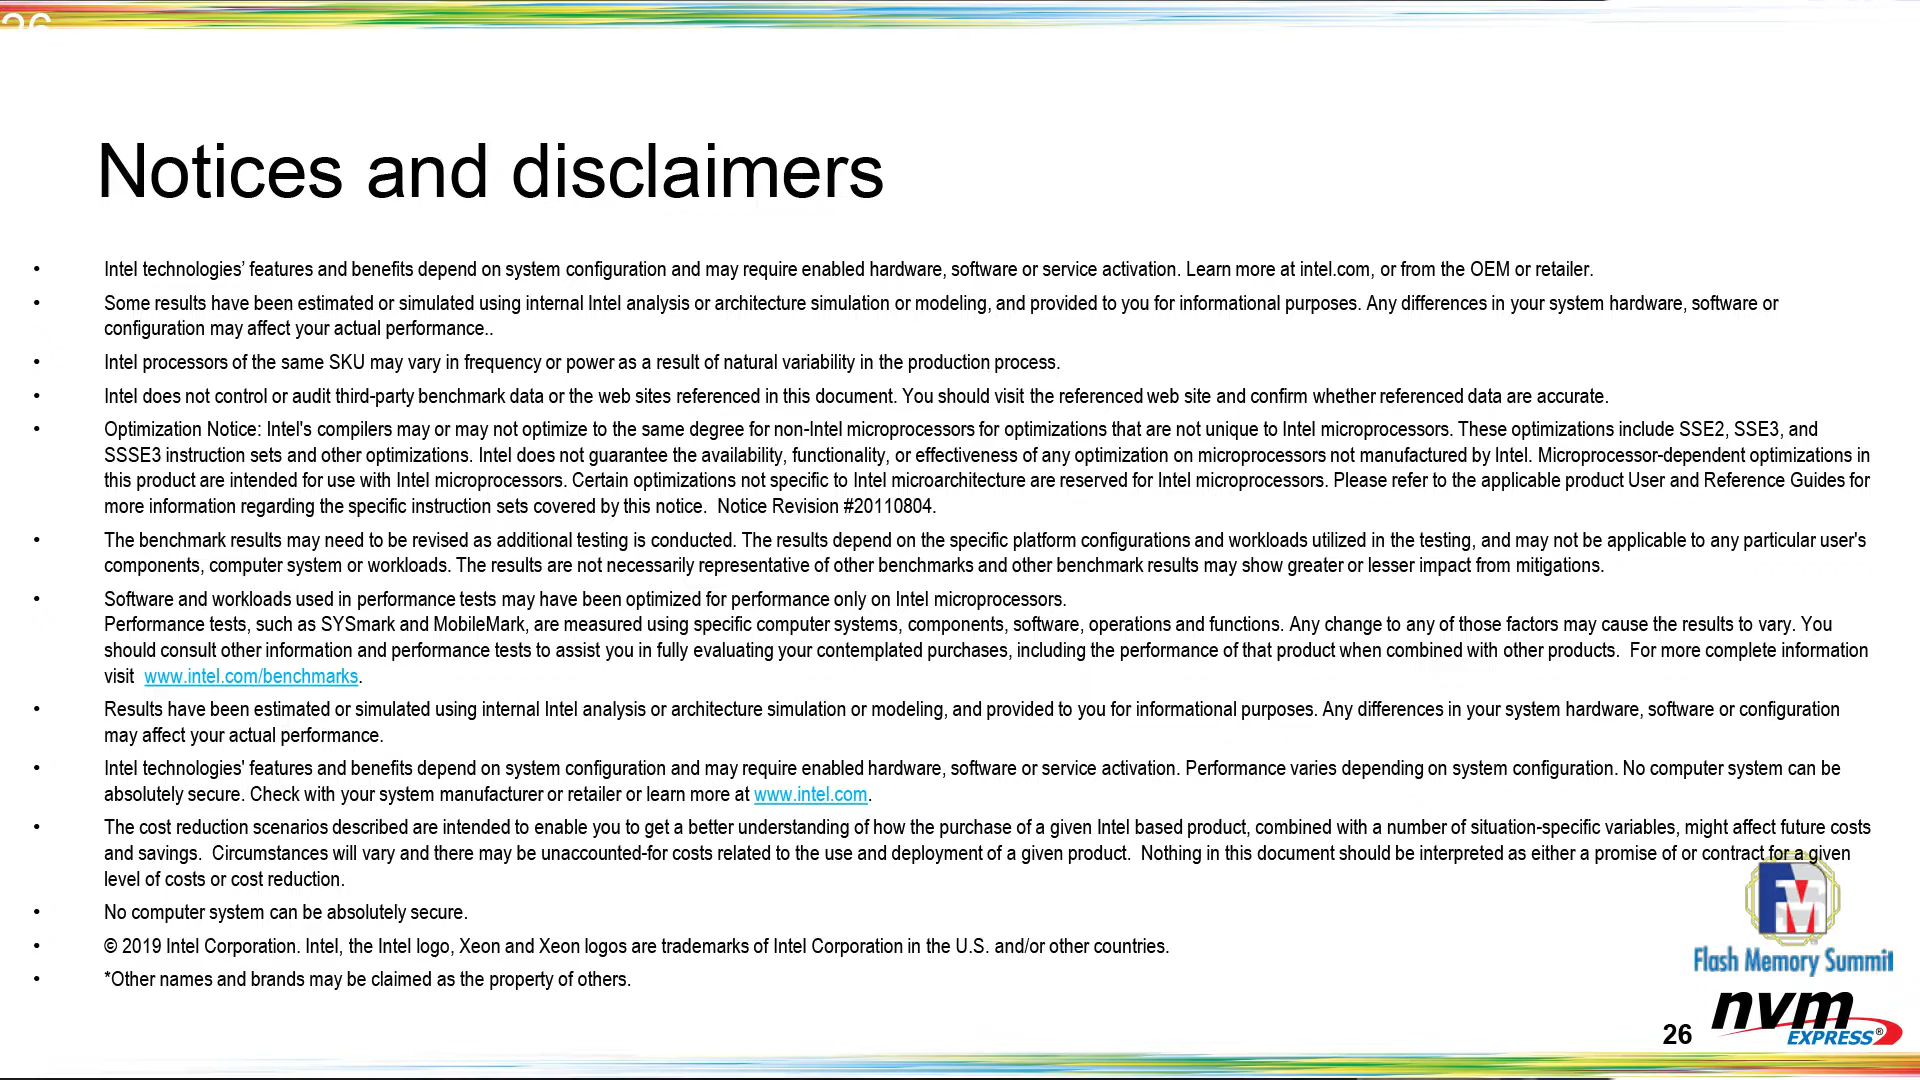 26
Notices and disclaimers
• Intel technologies’ features and benefits depend on system configuration and may require enabled hardware, software or service activation. Learn more at intel.com, or from the OEM or retailer.
• Some results have been estimated or simulated using internal Intel analysis or architecture simulation or modeling, and provided to you for informational purposes. Any differences in your system hardware, software or
configuration may affect your actual performance..
• Intel processors of the same SKU may vary in frequency or power as a result of natural variability in the production process.
• Intel does not control or audit third-party benchmark data or the web sites referenced in this document. You should visit the referenced web site and confirm whether referenced data are accurate.
• Optimization Notice: Intel's compilers may or may not optimize to the same degree for non-Intel microprocessors for optimizations that are not unique to Intel microprocessors. These optimizations include SSE2, SSE3, and
SSSE3 instruction sets and other optimizations. Intel does not guarantee the availability, functionality, or effectiveness of any optimization on microprocessors not manufactured by Intel. Microprocessor-dependent optimizations in
this product are intended for use with Intel microprocessors. Certain optimizations not specific to Intel microarchitecture are reserved for Intel microprocessors. Please refer to the applicable product User and Reference Guides for
more information regarding the specific instruction sets covered by this notice.  Notice Revision #20110804.
• The benchmark results may need to be revised as additional testing is conducted. The results depend on the specific platform configurations and workloads utilized in the testing, and may not be applicable to any particular user's
components, computer system or workloads. The results are not necessarily representative of other benchmarks and other benchmark results may show greater or lesser impact from mitigations.
• Software and workloads used in performance tests may have been optimized for performance only on Intel microprocessors.
Performance tests, such as SYSmark and MobileMark, are measured using specific computer systems, components, software, operations and functions. Any change to any of those factors may cause the results to vary. You
should consult other information and performance tests to assist you in fully evaluating your contemplated purchases, including the performance of that product when combined with other products.  For more complete information
visit  www.intel.com/benchmarks.
• Results have been estimated or simulated using internal Intel analysis or architecture simulation or modeling, and provided to you for informational purposes. Any differences in your system hardware, software or configuration
may affect your actual performance.
• Intel technologies' features and benefits depend on system configuration and may require enabled hardware, software or service activation. Performance varies depending on system configuration. No computer system can be
absolutely secure. Check with your system manufacturer or retailer or learn more at www.intel.com.
• The cost reduction scenarios described are intended to enable you to get a better understanding of how the purchase of a given Intel based product, combined with a number of situation-specific variables, might affect future costs
and savings.  Circumstances will vary and there may be unaccounted-for costs related to the use and deployment of a given product.  Nothing in this document should be interpreted as either a promise of or contract for a given
level of costs or cost reduction.
• No computer system can be absolutely secure.
• © 2019 Intel Corporation. Intel, the Intel logo, Xeon and Xeon logos are trademarks of Intel Corporation in the U.S. and/or other countries.
• *Other names and brands may be claimed as the property of others.
FMS
Flash Memory Summit
nvm
EXPRESS®
26